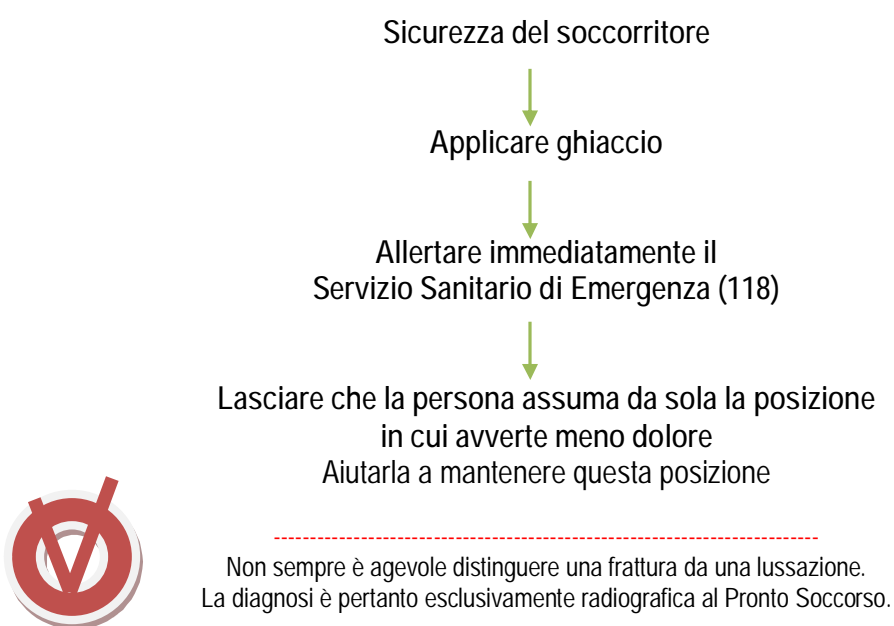 Sicurezza del soccorritore
Applicare ghiaccio
Allertare immediatamente il
Servizio Sanitario di Emergenza (118)
Lasciare che la persona assuma da sola la posizione
in cui avverte meno dolore
Aiutarla a mantenere questa posizione
Non sempre è agevole distinguere una frattura da una lussazione.
La diagnosi è pertanto esclusivamente radiografica al Pronto Soccorso.